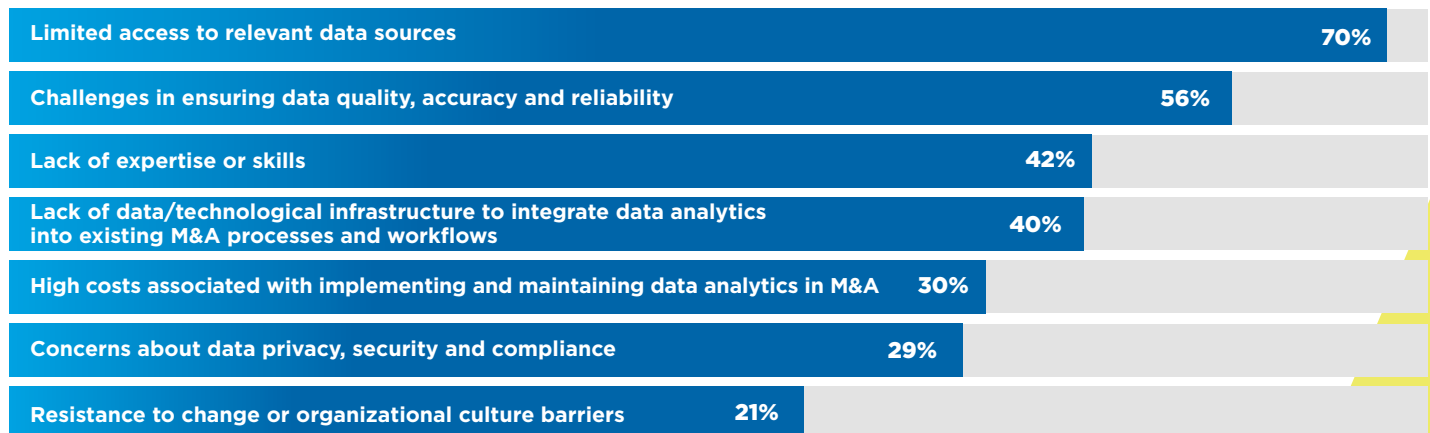 Limited access to relevant data sources 70%
Challenges in ensuring data quality, accuracy and reliability 56%
Lack of expertise or skills 42%
Lack of data/technological infrastructure to integrate data analytics
into existing M&A processes and workflows 40%
High costs associated with implementing and maintaining data analytics in M&A 30%
Concerns about data privacy, security and compliance 29%
Resistance to change or organizational culture barriers 21%